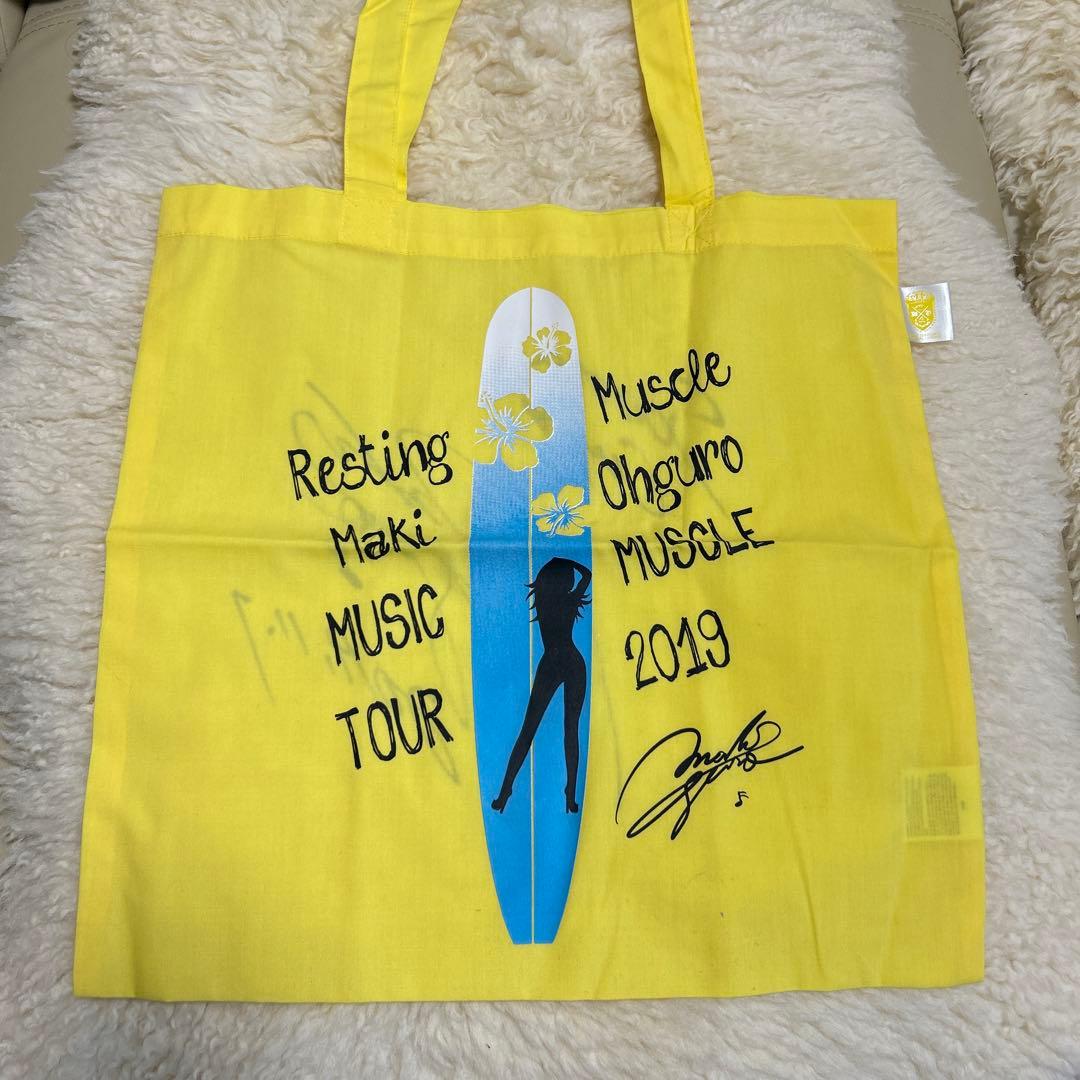 Resting Muscle
Maki Ohguro
MUSIC MUSCLE
TOUR 2019